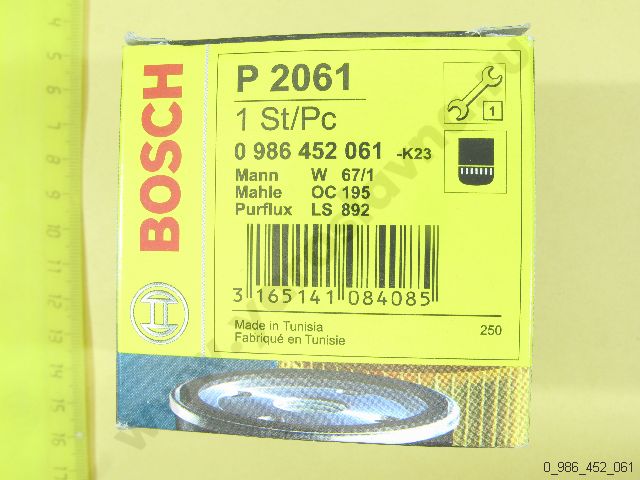 BOSCH
P 2061
1 St/Pc
0 986 452 061 -K23
1
Mann W 67/1
Mahle OC 195
Purflux LS 892
3 165141 084085
Made in Tunisia 250
Fabriqué en Tunisie
0_986_452_061